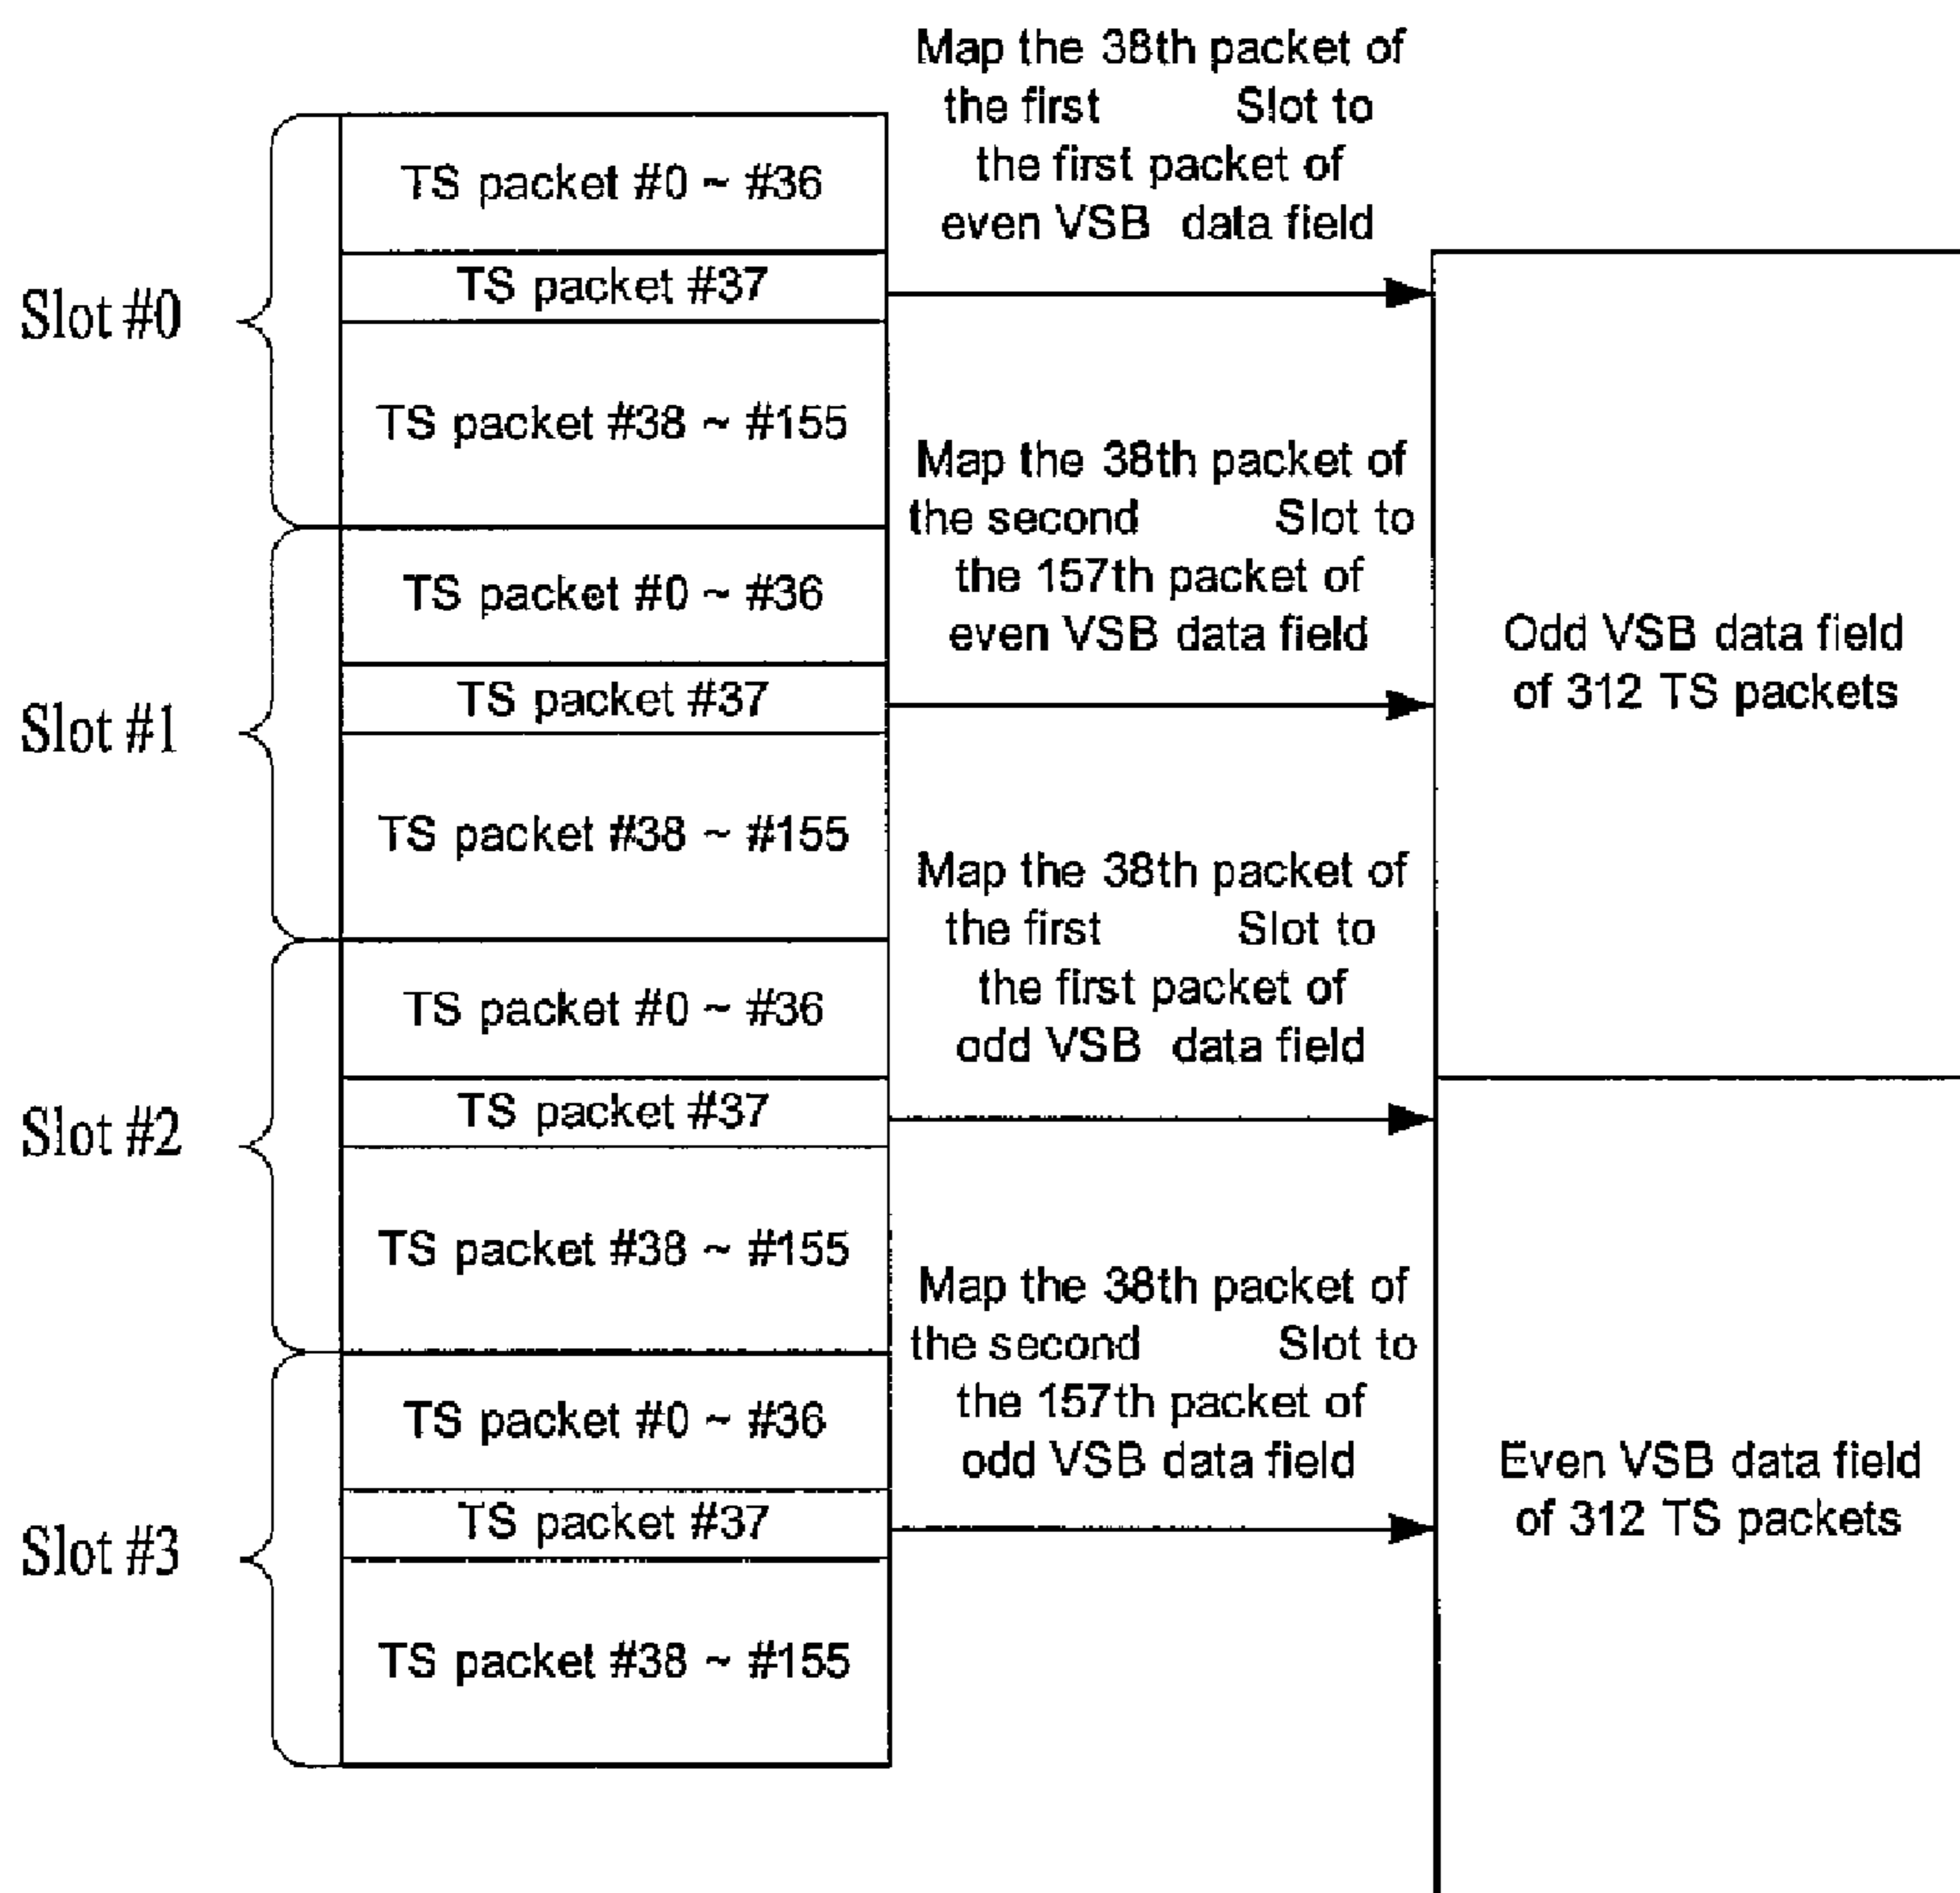 Slot #0
TS packet #0 ~ #36
TS packet #37
TS packet #38 ~ #155
Map the 38th packet of
the first Slot to
the first packet of
even VSB data field
Slot #1
TS packet #0 ~ #36
TS packet #37
TS packet #38 ~ #155
Map the 38th packet of
the second Slot to
the 157th packet of
even VSB data field
Odd VSB data field
of 312 TS packets
Slot #2
TS packet #0 ~ #36
TS packet #37
TS packet #38 ~ #155
Map the 38th packet of
the first Slot to
the first packet of
odd VSB data field
Slot #3
TS packet #0 ~ #36
TS packet #37
TS packet #38 ~ #155
Map the 38th packet of
the second Slot to
the 157th packet of
odd VSB data field
Even VSB data field
of 312 TS packets